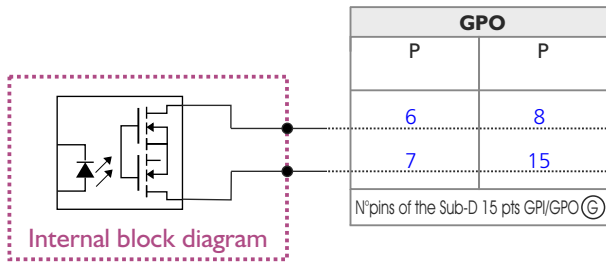 GPO
P P
6 8
7 15
N°pins of the Sub-D 15 pts GPI/GPO G
Internal block diagram